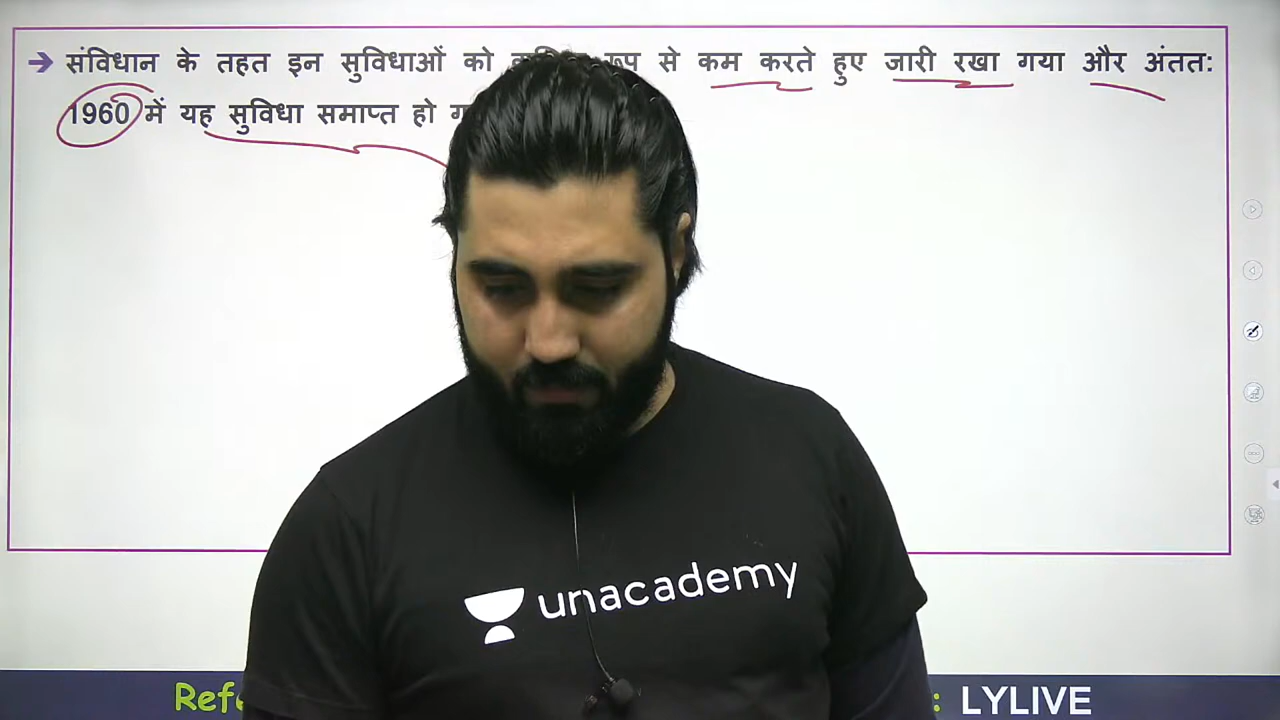 संविधान के तहत इन सुविधाओं को रूप से कम करते हुए जारी रखा गया और अंतत:
1960 में यह सुविधा समाप्त हो
unacademy
: LYLIVE